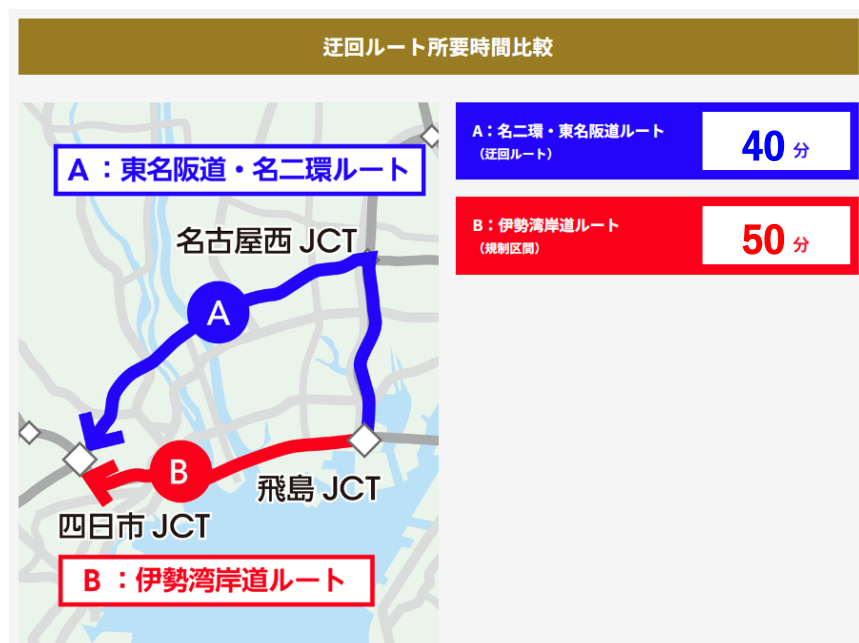 迂回ルート所要時間比較
A：東名阪道・名二環ルート
名古屋西 JCT
A
B
飛島 JCT
四日市 JCT
B：伊勢湾岸道ルート
A：名二環・東名阪道ルート
（迂回ルート）
40 分
B：伊勢湾岸道ルート
（規制区間）
50 分